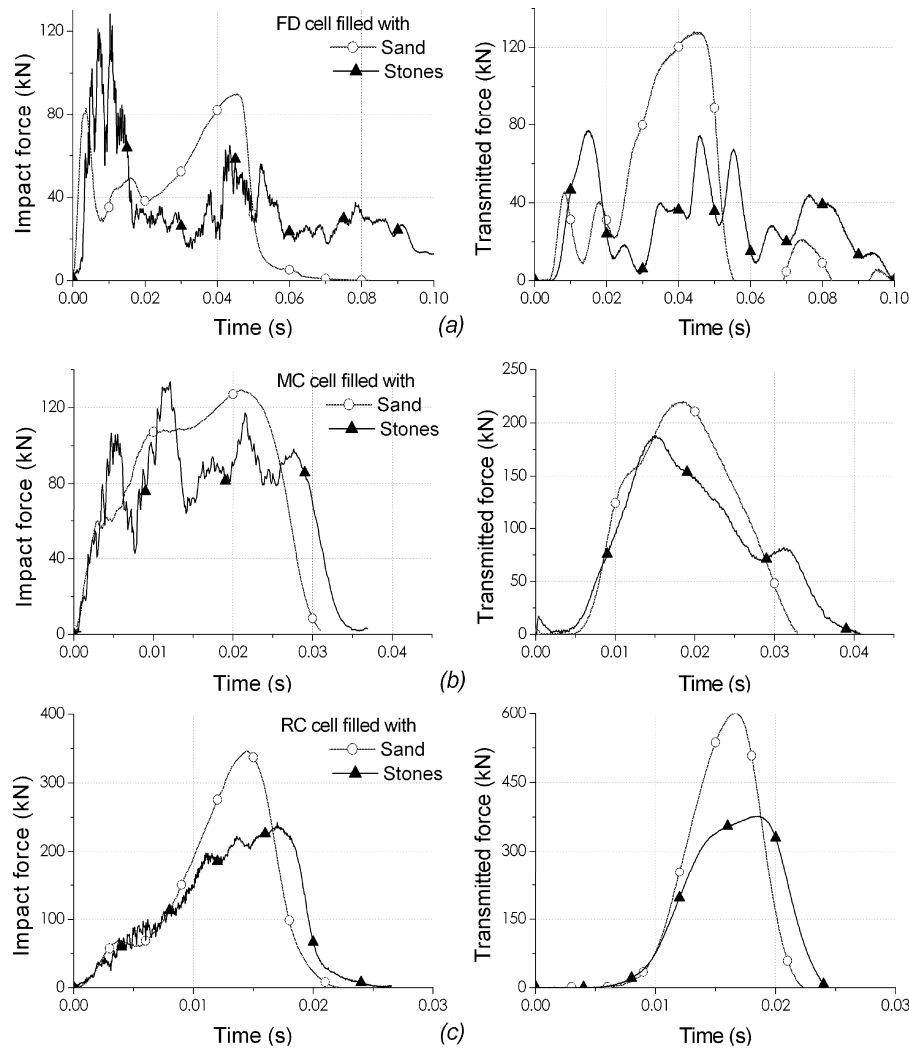 FD cell filled with
Sand
Stones
Impact force (kN)
120
80
40
0
0.00 0.02 0.04 0.06 0.08 0.10
Time (s)
Transmitted force (kN)
120
80
40
0
0.00 0.02 0.04 0.06 0.08 0.10
Time (s)
(a)
MC cell filled with
Sand
Stones
Impact force (kN)
120
80
40
0
0.00 0.01 0.02 0.03 0.04
Time (s)
Transmitted force (kN)
250
200
150
100
50
0
0.00 0.01 0.02 0.03 0.04
Time (s)
(b)
RC cell filled with
Sand
Stones
Impact force (kN)
400
300
200
100
0
0.00 0.01 0.02 0.03
Time (s)
Transmitted force (kN)
600
450
300
150
0
0.00 0.01 0.02 0.03
Time (s)
(c)